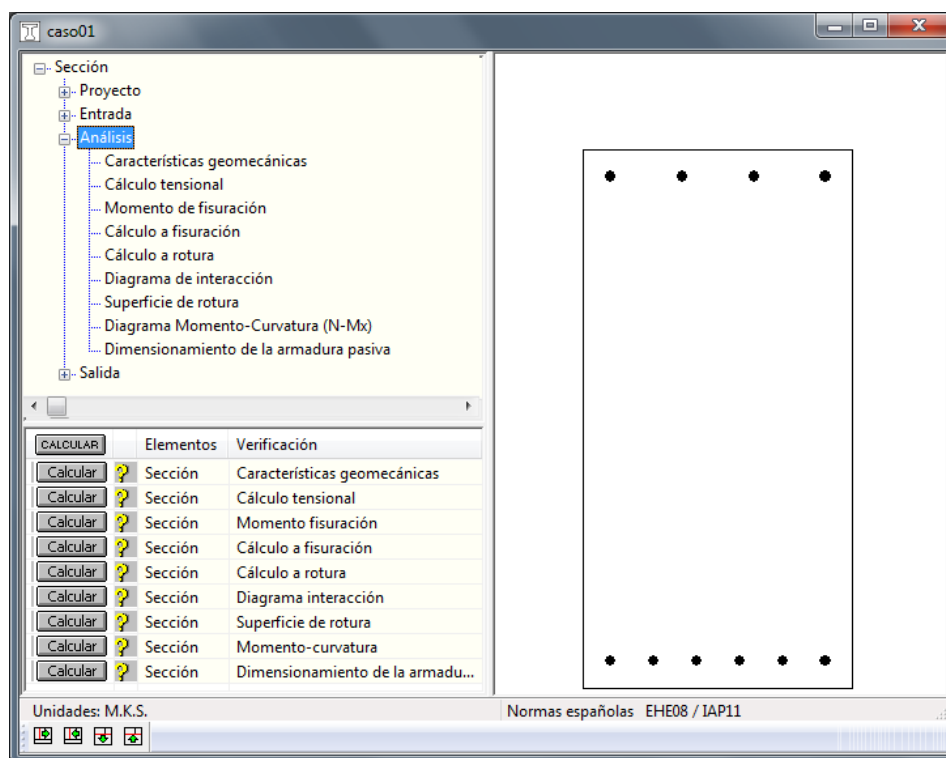 caso01
Sección
Proyecto
Entrada
Análisis
Características geomecánicas
Cálculo tensional
Momento de fisuración
Cálculo a fisuración
Cálculo a rotura
Diagrama de interacción
Superficie de rotura
Diagrama Momento-Curvatura (N-Mx)
Dimensionamiento de la armadura pasiva
Salida
CALCULAR Elementos Verificación
Calcular ? Sección Características geomecánicas
Calcular ? Sección Cálculo tensional
Calcular ? Sección Momento fisuración
Calcular ? Sección Cálculo a fisuración
Calcular ? Sección Cálculo a rotura
Calcular ? Sección Diagrama interacción
Calcular ? Sección Superficie de rotura
Calcular ? Sección Momento-curvatura
Calcular ? Sección Dimensionamiento de la armadu...
Unidades: M.K.S. Normas españolas EHE08 / IAP11